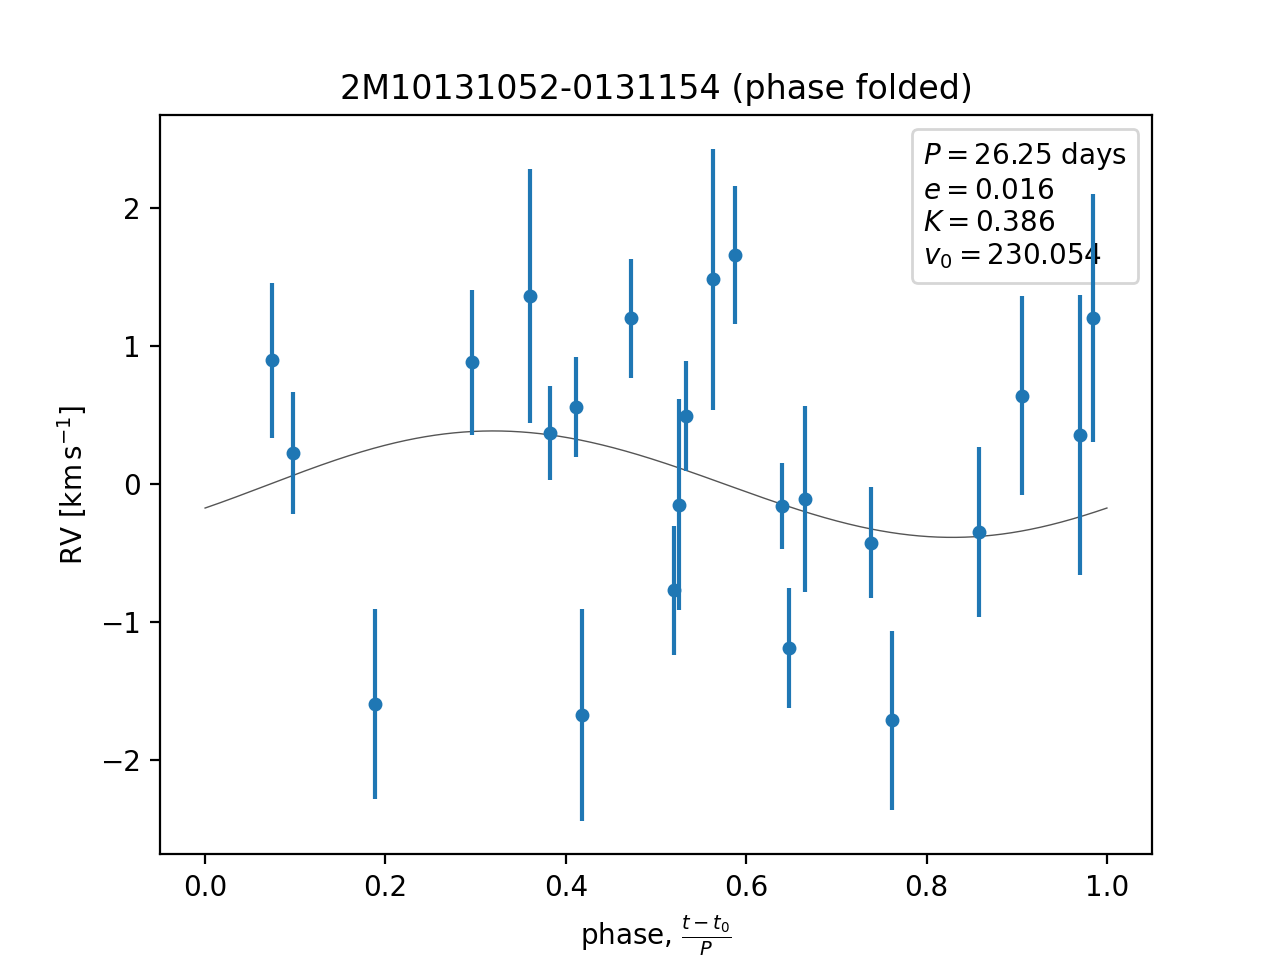 2M10131052-0131154 (phase folded)
P = 26.25 days
e = 0.016
K = 0.386
v₀ = 230.054
RV [km s⁻¹]
2
1
0
−1
−2
0.0 0.2 0.4 0.6 0.8 1.0
phase, (t − t₀)/P